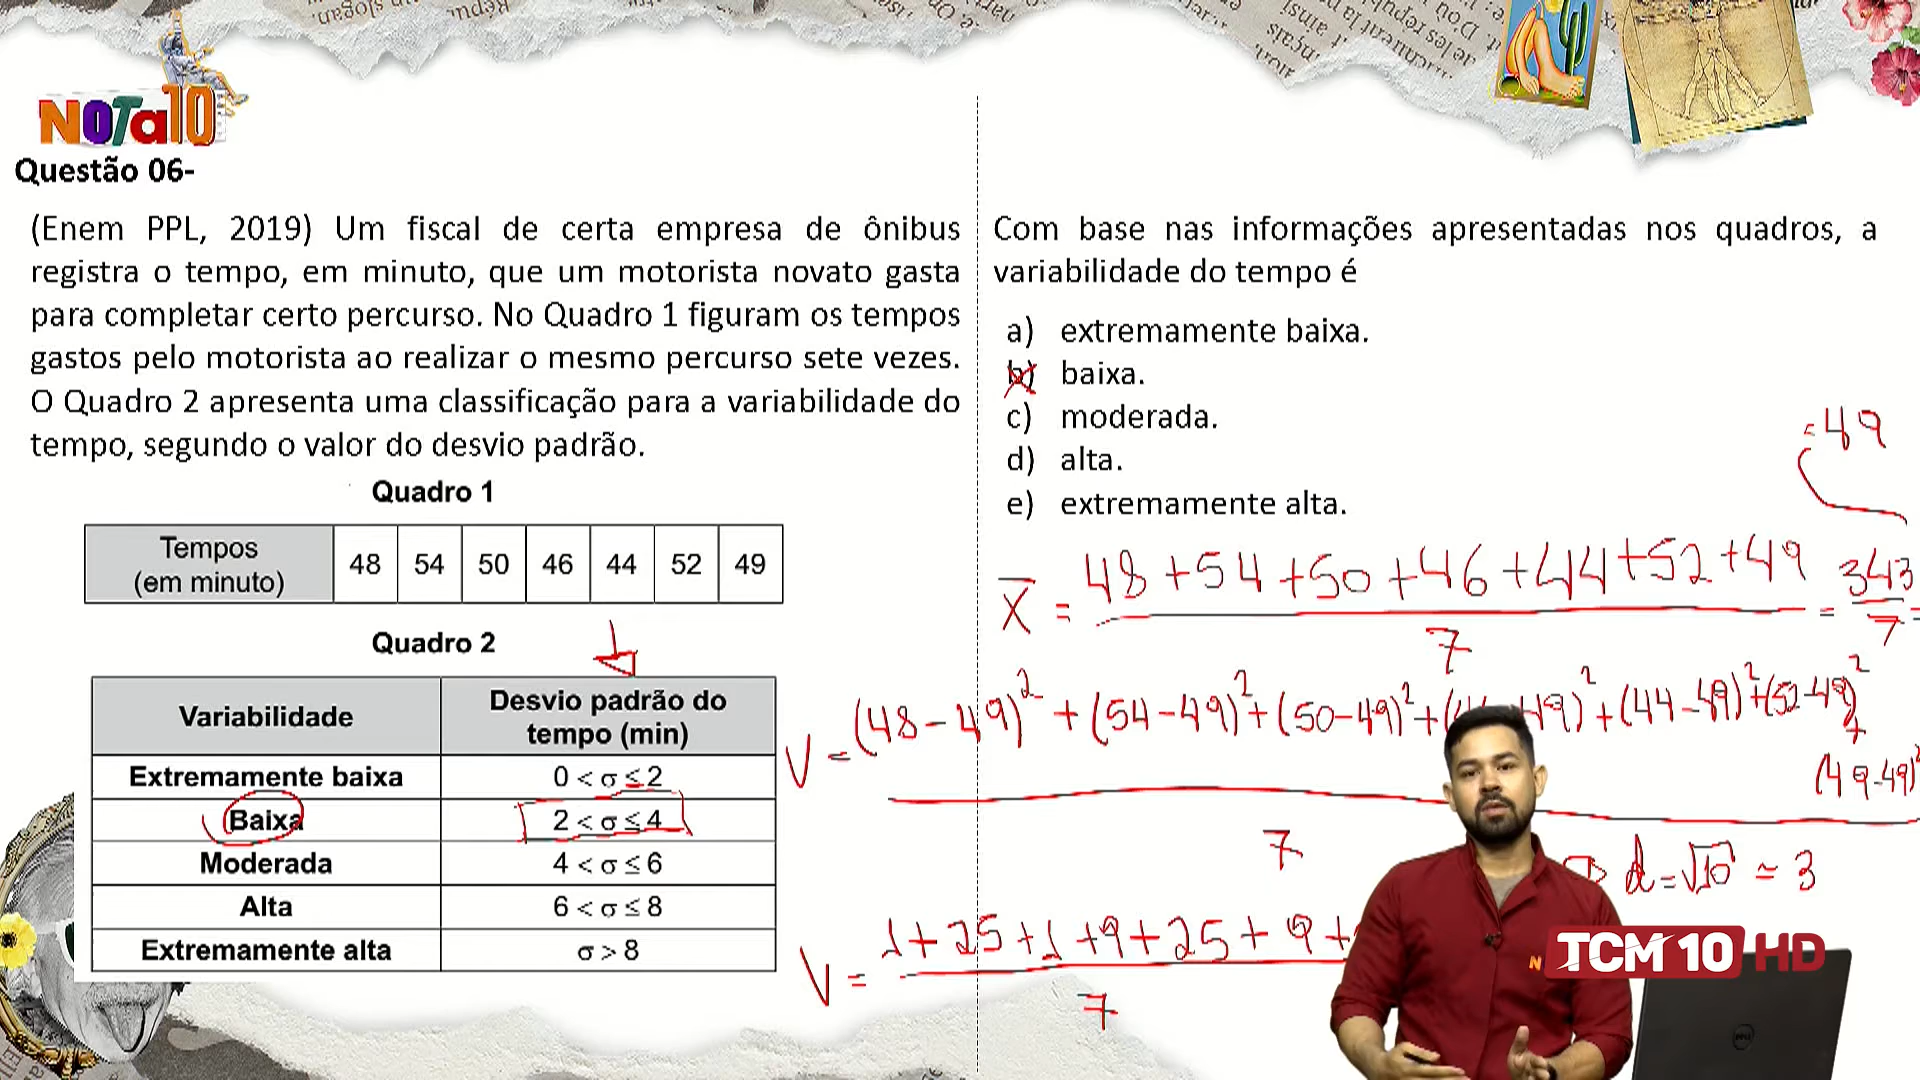 NOTa10
Questão 06-
(Enem PPL, 2019) Um fiscal de certa empresa de ônibus
registra o tempo, em minuto, que um motorista novato gasta
para completar certo percurso. No Quadro 1 figuram os tempos
gastos pelo motorista ao realizar o mesmo percurso sete vezes.
O Quadro 2 apresenta uma classificação para a variabilidade do
tempo, segundo o valor do desvio padrão.
Quadro 1
Tempos
(em minuto) 48 54 50 46 44 52 49
Quadro 2
Variabilidade Desvio padrão do
tempo (min)
Extremamente baixa 0 < σ ≤ 2
Baixa 2 < σ ≤ 4
Moderada 4 < σ ≤ 6
Alta 6 < σ ≤ 8
Extremamente alta σ > 8
Com base nas informações apresentadas nos quadros, a
variabilidade do tempo é
a) extremamente baixa.
b) baixa.
c) moderada.
d) alta.
e) extremamente alta.
= 49
X̅ = 48 + 54 + 50 + 46 + 44 + 52 + 49 = 343
7 7
V = (48 - 49)² + (54 - 49)² + (50 - 49)² + ( 49)² + (44 - 49)² + (52 - 49)² +
(49 - 49)²
7
d = √10 ≃ 3
V = 1 + 25 + 1 + 9 + 25 + 9 +
7
TCM 10 HD
DELL